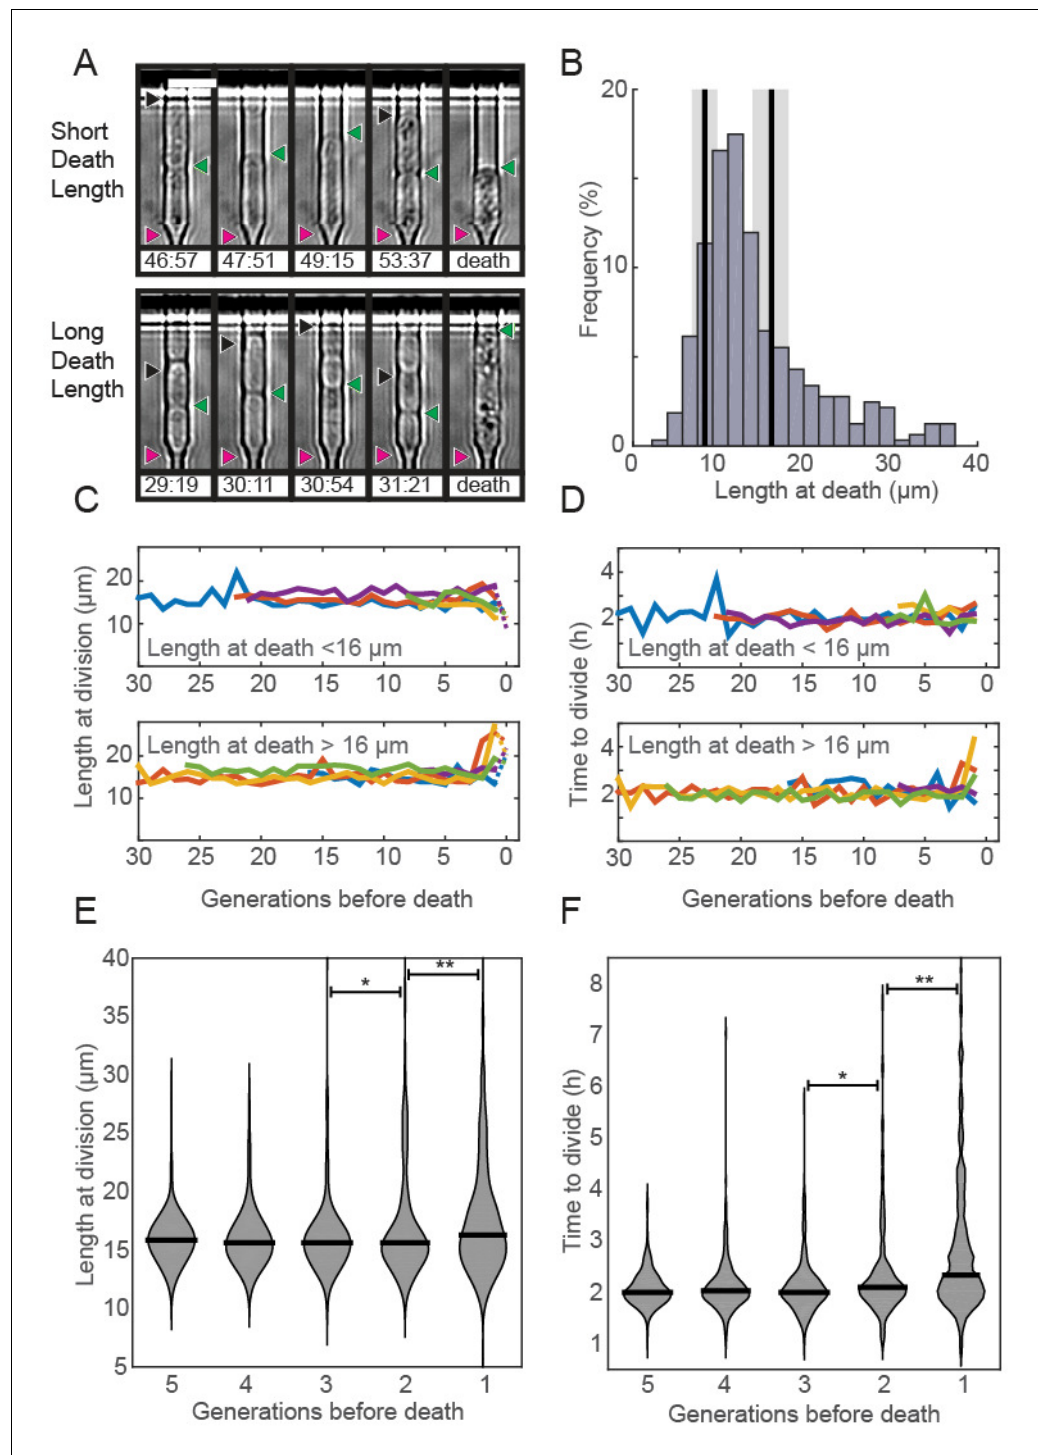 A
Short
Death
Length
46:57 47:51 49:15 53:37 death
Long
Death
Length
29:19 30:11 30:54 31:21 death
B
Frequency (%)
20
10
0
0 10 20 30 40
Length at death (µm)
C
Length at division (µm)
20
10
Length at death <16 µm
30 25 20 15 10 5 0
Length at death > 16 µm
20
10
30 25 20 15 10 5 0
Generations before death
D
Time to divide (h)
4
2
Length at death < 16 µm
30 25 20 15 10 5 0
4
Length at death > 16 µm
2
30 25 20 15 10 5 0
Generations before death
E
Length at division (µm)
40
35
30
25
20
15
10
5
* **
5 4 3 2 1
Generations before death
F
Time to divide (h)
8
7
6
5
4
3
2
1
* **
5 4 3 2 1
Generations before death